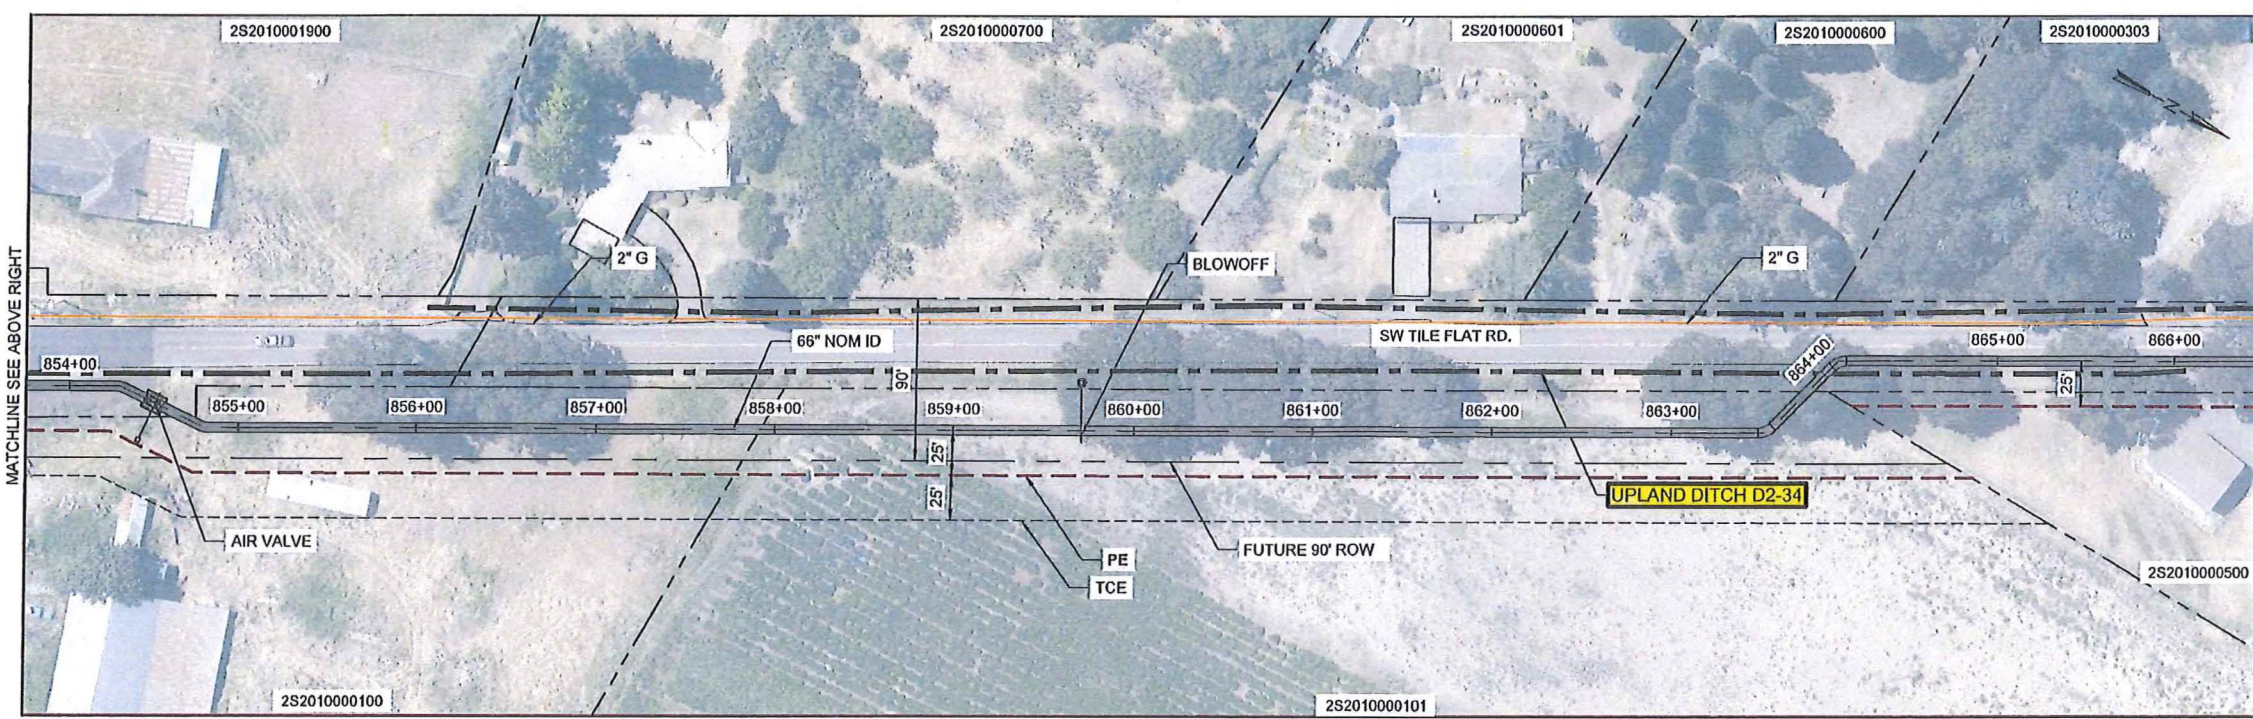 2S2010001900
2S2010000700
2S2010000601
2S2010000600
2S2010000303
N
MATCHLINE SEE ABOVE RIGHT
2" G
BLOWOFF
2" G
66" NOM ID
SW TILE FLAT RD.
854+00
855+00
856+00
857+00
858+00
859+00
860+00
861+00
862+00
863+00
864+00
865+00
866+00
90'
25'
25'
25'
UPLAND DITCH D2-34
AIR VALVE
PE
TCE
FUTURE 90' ROW
2S2010000500
2S2010000100
2S2010000101